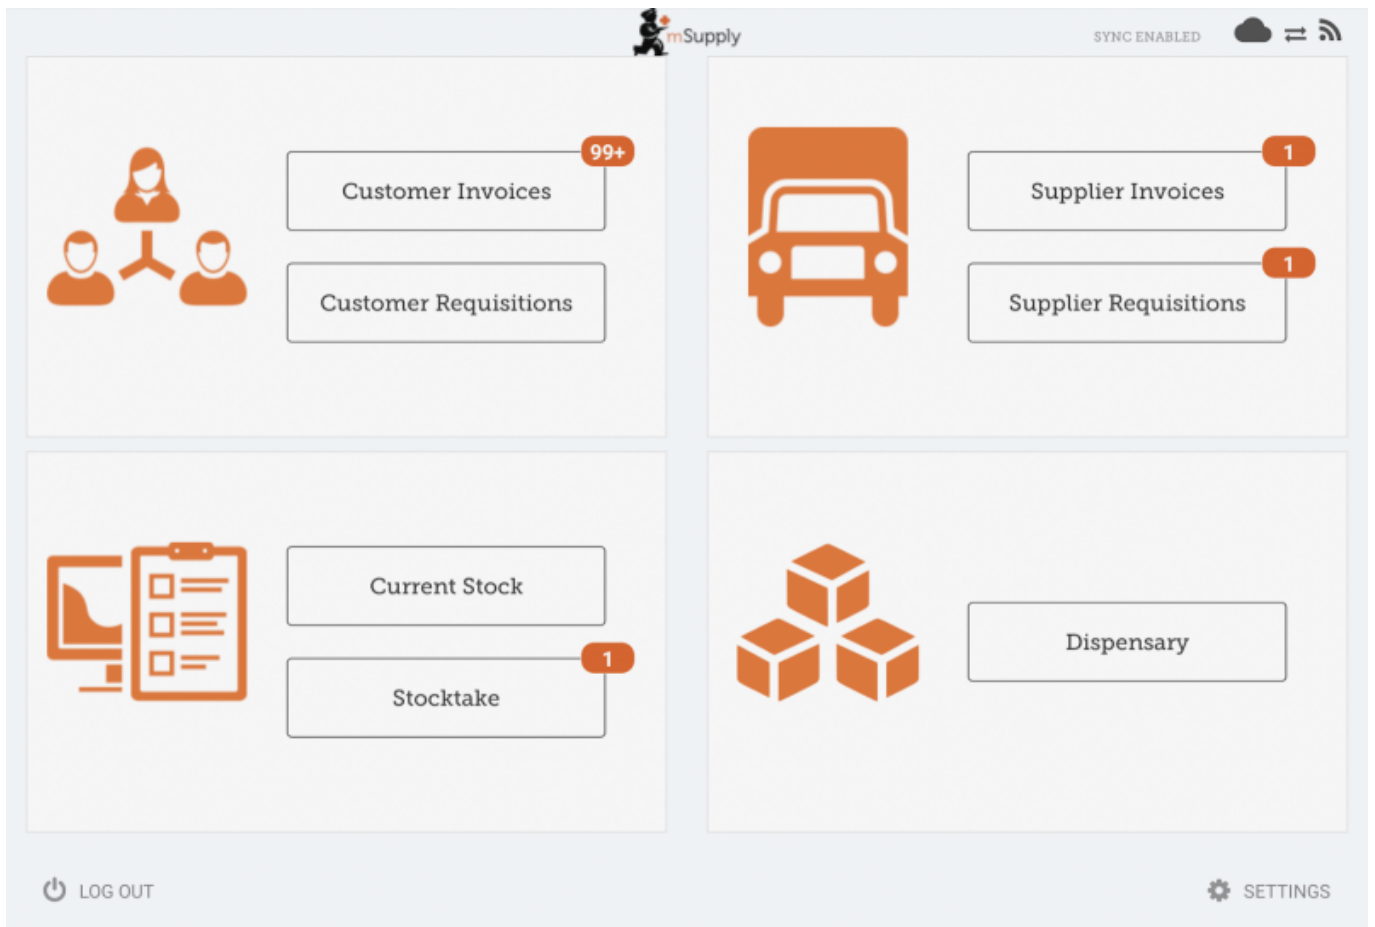 mSupply
SYNC ENABLED
99+
Customer Invoices
Customer Requisitions
1
Supplier Invoices
1
Supplier Requisitions
Current Stock
1
Stocktake
Dispensary
LOG OUT
SETTINGS